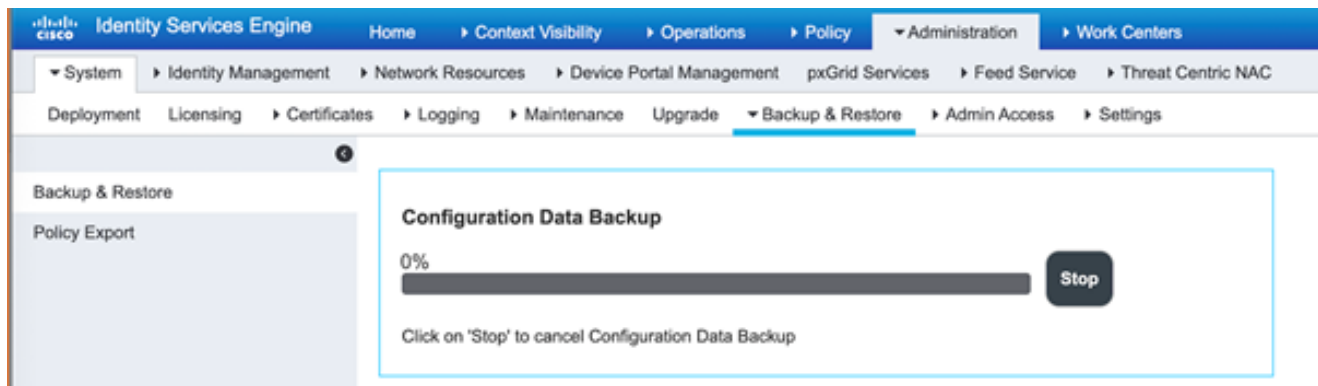 cisco Identity Services Engine Home Context Visibility Operations Policy Administration Work Centers
System Identity Management Network Resources Device Portal Management pxGrid Services Feed Service Threat Centric NAC
Deployment Licensing Certificates Logging Maintenance Upgrade Backup & Restore Admin Access Settings
Backup & Restore
Policy Export
Configuration Data Backup
0%
Stop
Click on 'Stop' to cancel Configuration Data Backup